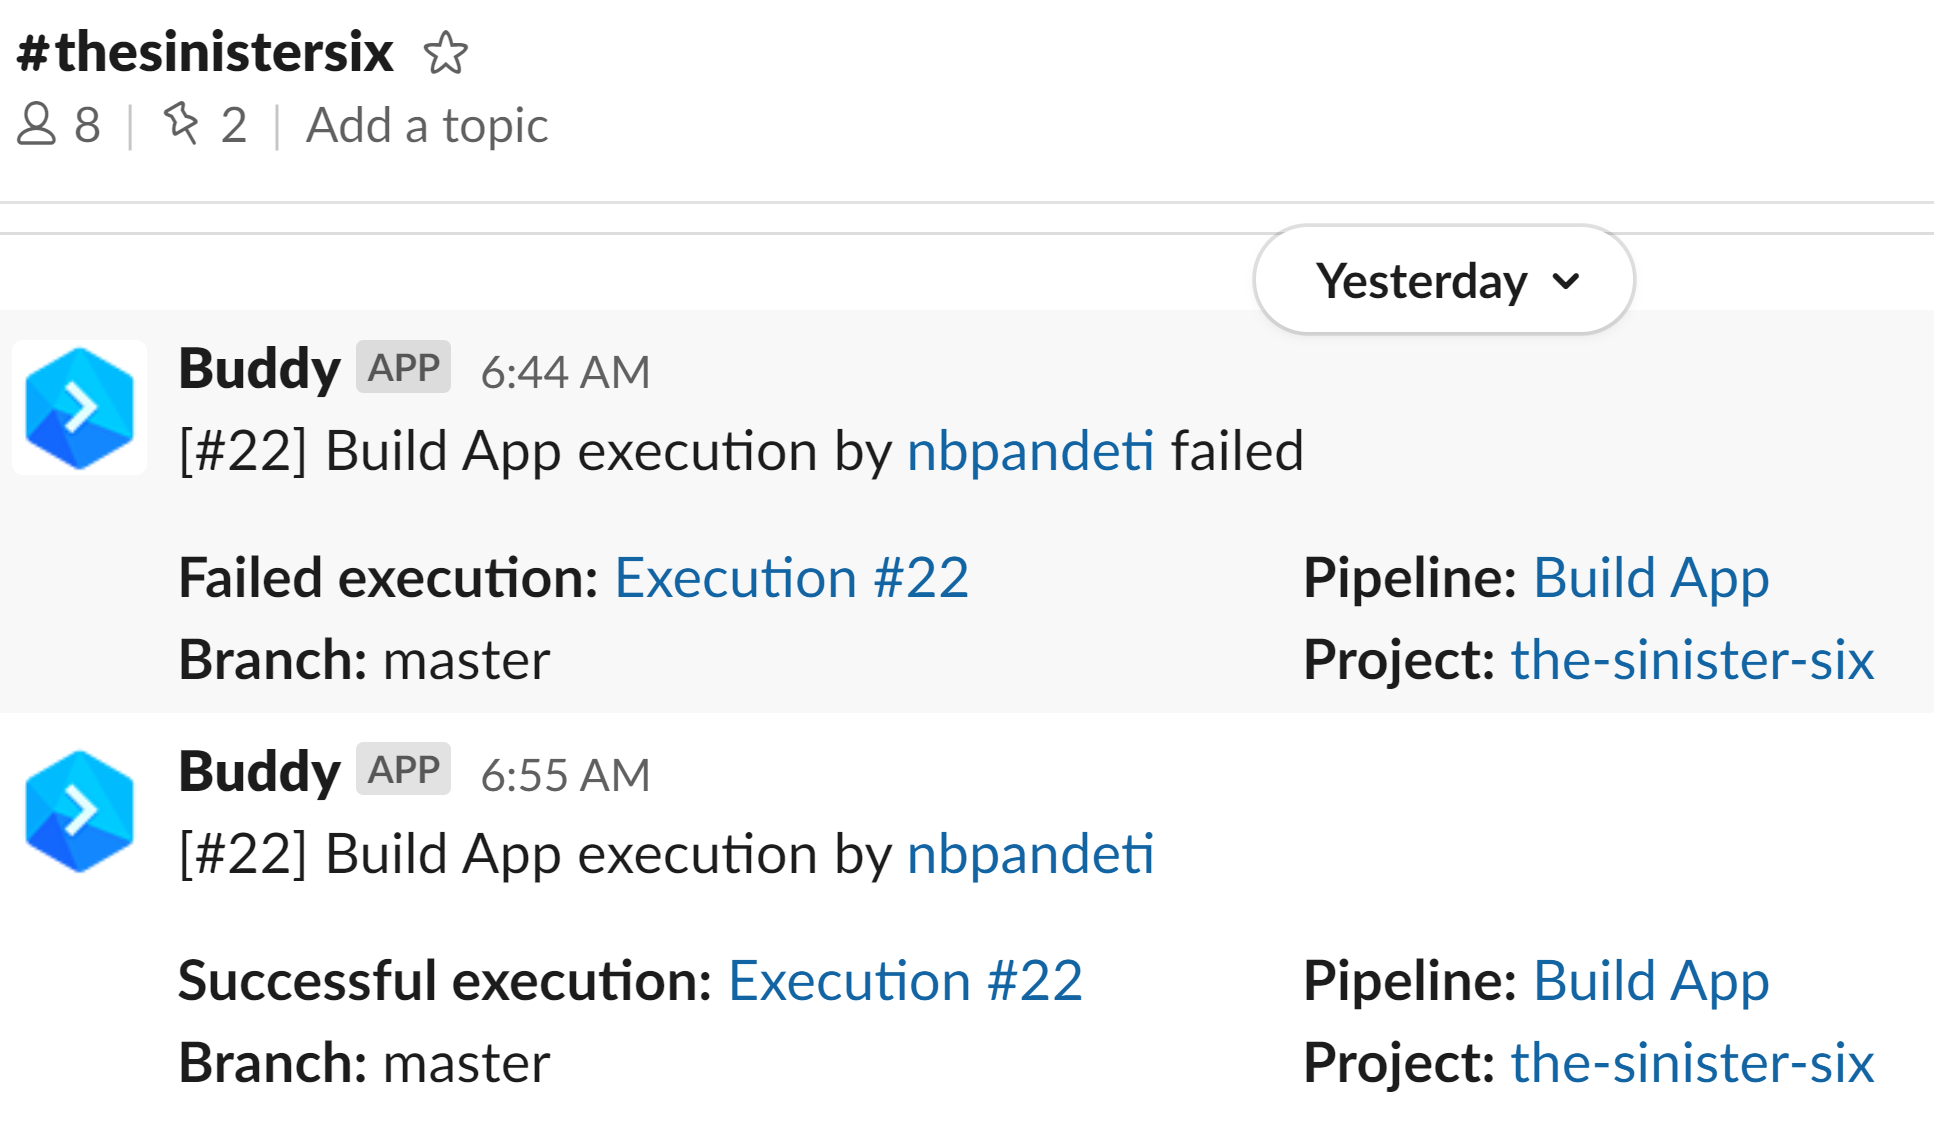 #thesinistersix
8 | 2 | Add a topic
Yesterday
Buddy APP 6:44 AM
[#22] Build App execution by nbpandeti failed
Failed execution: Execution #22 Pipeline: Build App
Branch: master Project: the-sinister-six
Buddy APP 6:55 AM
[#22] Build App execution by nbpandeti
Successful execution: Execution #22 Pipeline: Build App
Branch: master Project: the-sinister-six